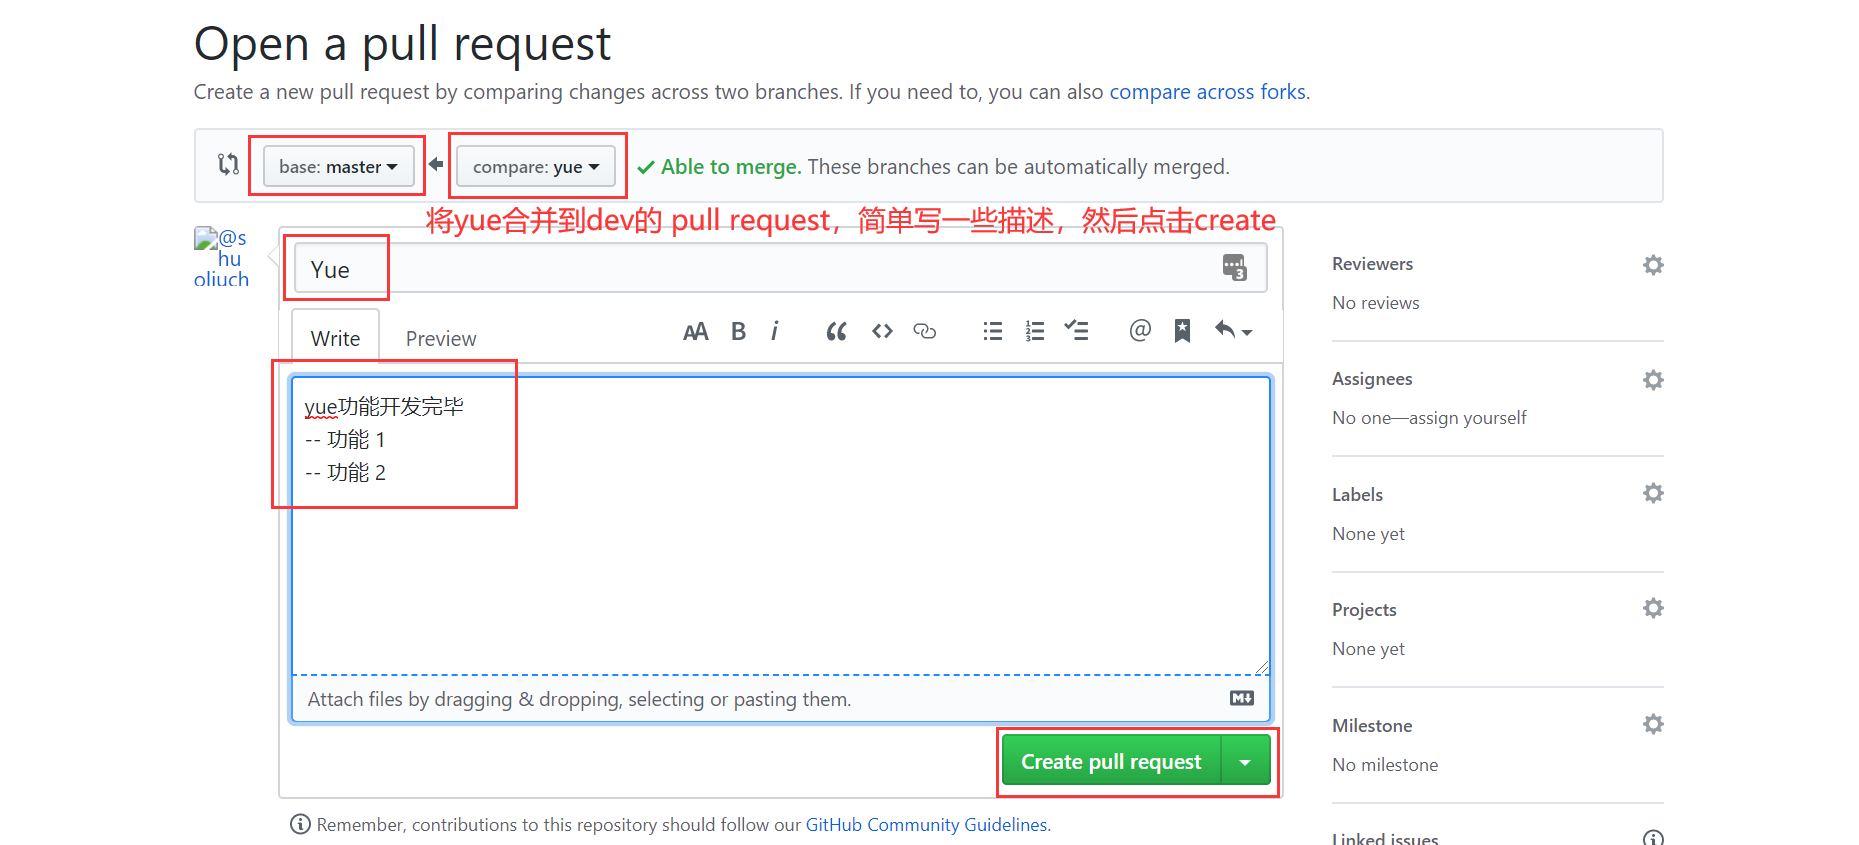 Open a pull request
Create a new pull request by comparing changes across two branches. If you need to, you can also compare across forks.
base: master
compare: yue
Able to merge. These branches can be automatically merged.
将yue合并到dev的 pull request，简单写一些描述，然后点击create
@s
hu
oliuch
Yue
3
Write
Preview
AA B i
@
yue功能开发完毕
-- 功能 1
-- 功能 2
Attach files by dragging & dropping, selecting or pasting them.
Create pull request
Remember, contributions to this repository should follow our GitHub Community Guidelines.
Reviewers
No reviews
Assignees
No one—assign yourself
Labels
None yet
Projects
None yet
Milestone
No milestone
Linked issues